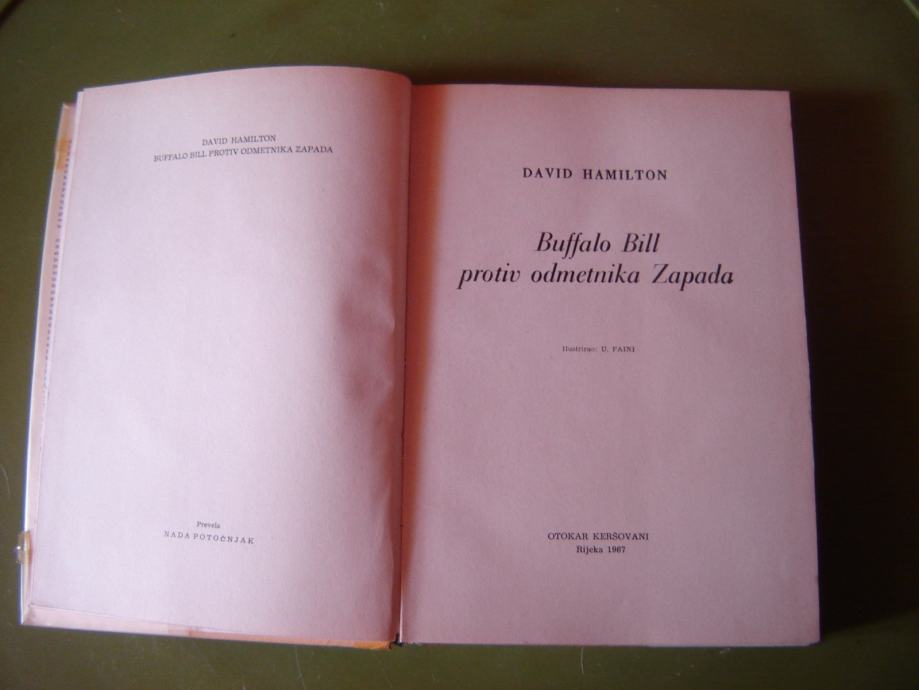 DAVID HAMILTON
BUFFALO BILL PROTIV ODMETNIKA ZAPADA
Prevela
NADA POTOČNJAK
DAVID HAMILTON
Buffalo Bill
protiv odmetnika Zapada
Ilustrirao: U. FAINI
OTOKAR KERŠOVANI
Rijeka 1967